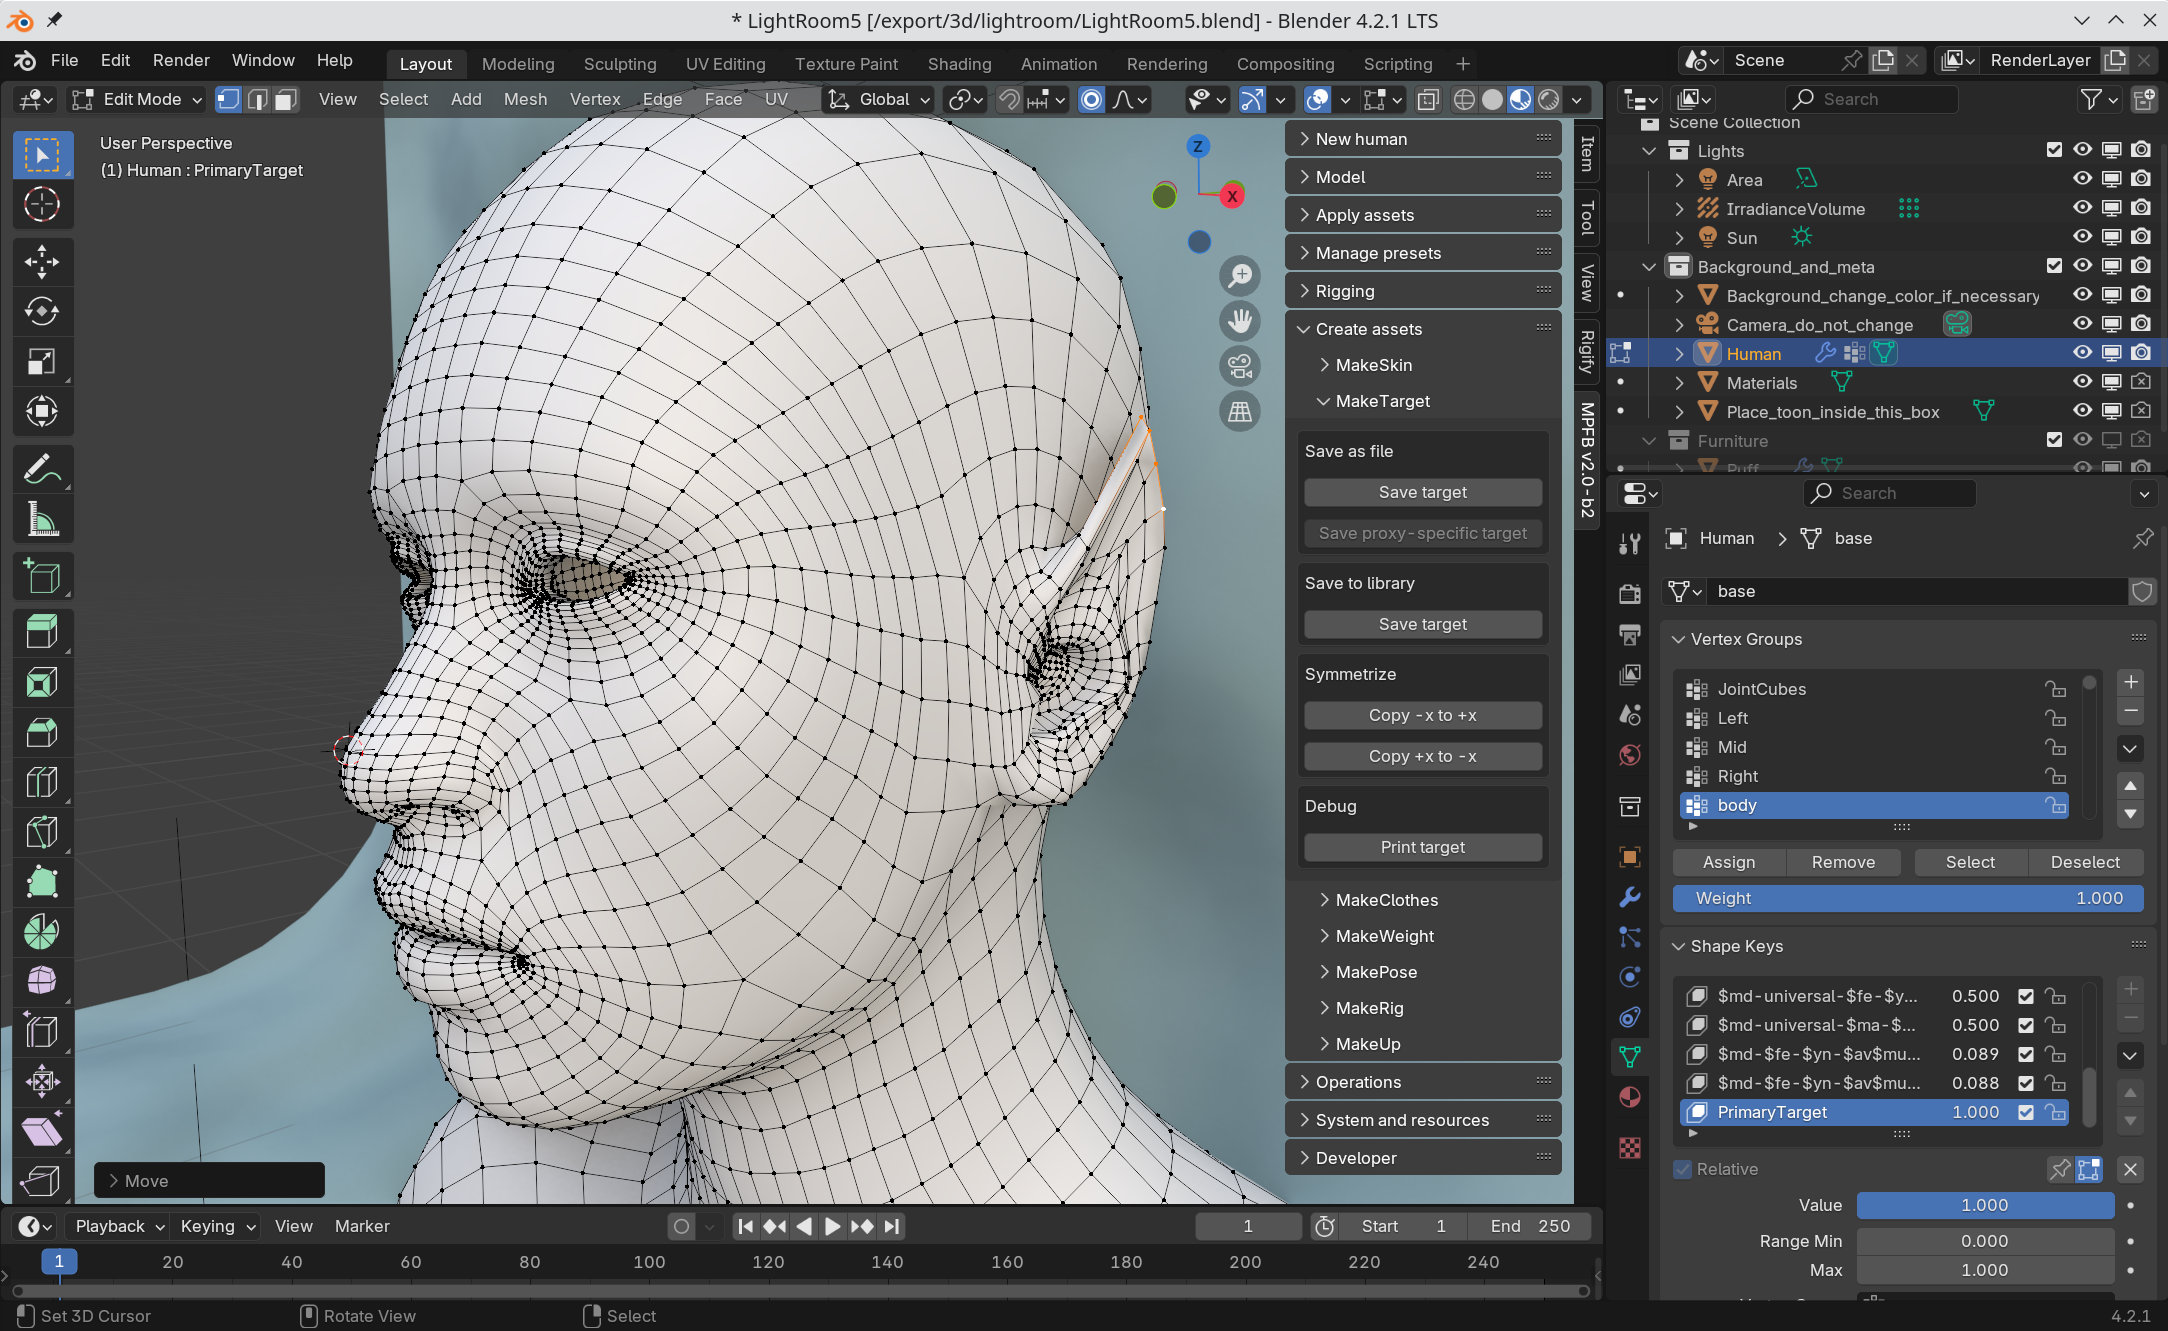 * LightRoom5 [/export/3d/lightroom/LightRoom5.blend] - Blender 4.2.1 LTS
File Edit Render Window Help Layout Modeling Sculpting UV Editing Texture Paint Shading Animation Rendering Compositing Scripting + Scene RenderLayer
Edit Mode View Select Add Mesh Vertex Edge Face UV Global Search
User Perspective
(1) Human : PrimaryTarget
Z
X
New human
Model
Apply assets
Manage presets
Rigging
Create assets
MakeSkin
MakeTarget
Save as file
Save target
Save proxy-specific target
Save to library
Save target
Symmetrize
Copy -x to +x
Copy +x to -x
Debug
Print target
MakeClothes
MakeWeight
MakePose
MakeRig
MakeUp
Operations
System and resources
Developer
Item
Tool
View
Rigify
MPFB v2.0-b2
Move
Scene Collection
Lights
Area
IrradianceVolume
Sun
Background_and_meta
Background_change_color_if_necessary
Camera_do_not_change
Human
Materials
Place_toon_inside_this_box
Furniture
Puff
Search
Human > base
base
Vertex Groups
JointCubes
Left
Mid
Right
body
Assign Remove Select Deselect
Weight 1.000
Shape Keys
$md-universal-$fe-$y... 0.500
$md-universal-$ma-$... 0.500
$md-$fe-$yn-$av$mu... 0.089
$md-$fe-$yn-$av$mu... 0.088
PrimaryTarget 1.000
Relative
Value 1.000
Range Min 0.000
Max 1.000
Playback Keying View Marker 1 Start 1 End 250
1 20 40 60 80 100 120 140 160 180 200 220 240
Set 3D Cursor Rotate View Select 4.2.1